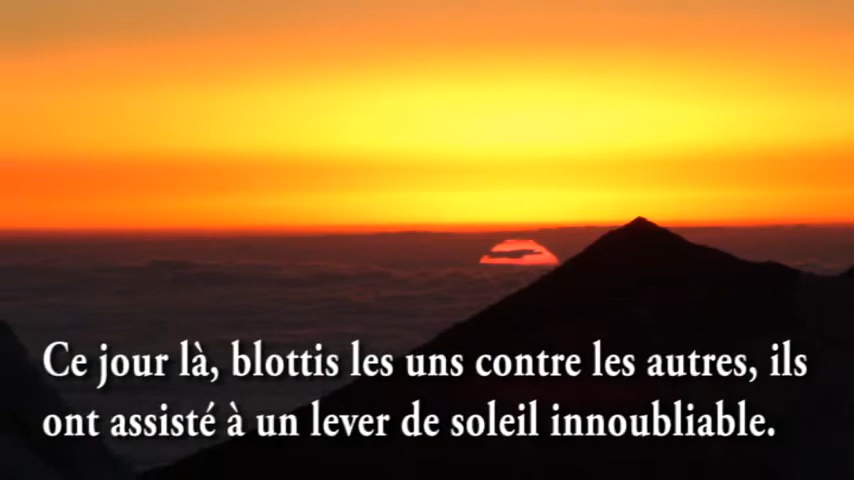 Ce jour là, blottis les uns contre les autres, ils
ont assisté à un lever de soleil innoubliable.